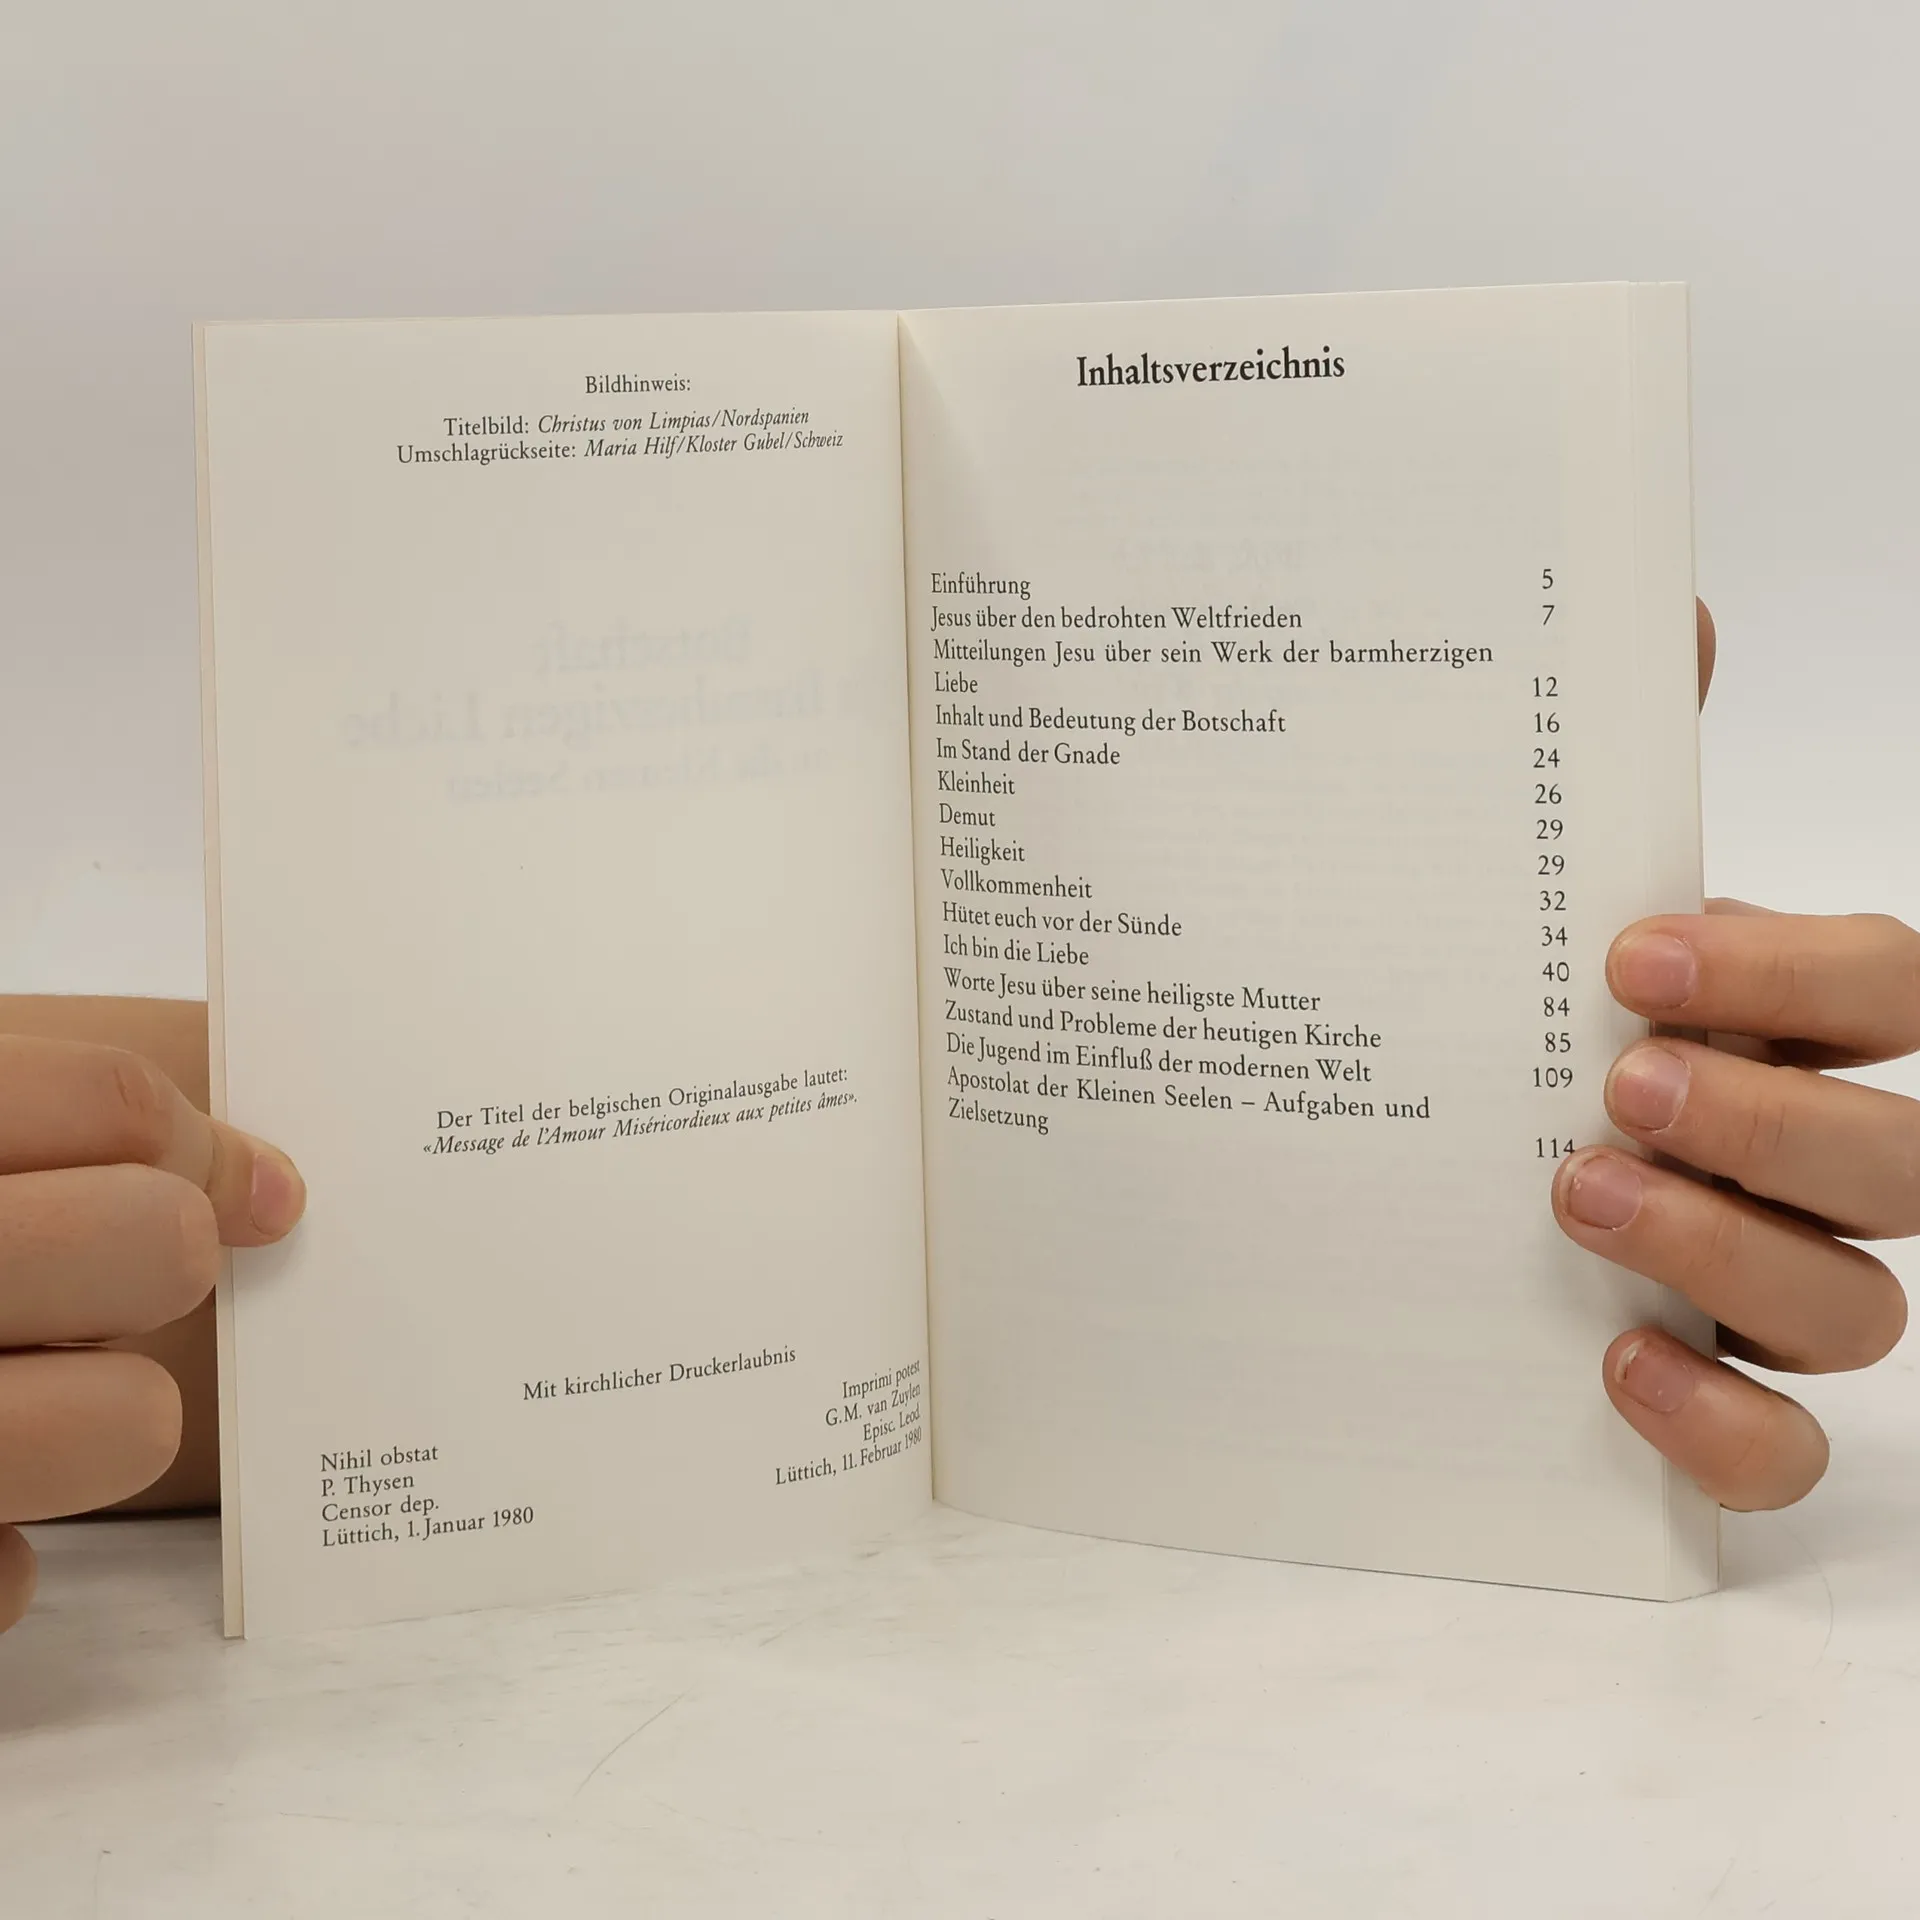 Bildhinweis:
Titelbild: Christus von Limpias/Nordspanien
Umschlagrückseite: Maria Hilf/Kloster Gubel/Schweiz
Der Titel der belgischen Originalausgabe lautet:
«Message de l'Amour Miséricordieux aux petites âmes».
Mit kirchlicher Druckerlaubnis
Nihil obstat
P. Thysen
Censor dep.
Lüttich, 1. Januar 1980
Imprimi potest
G.M. van Zuylen
Episc. Leod.
Lüttich, 11. Februar 1980
Inhaltsverzeichnis
Einführung 5
Jesus über den bedrohten Weltfrieden 7
Mitteilungen Jesu über sein Werk der barmherzigen
Liebe 12
Inhalt und Bedeutung der Botschaft 16
Im Stand der Gnade 24
Kleinheit 26
Demut 29
Heiligkeit 29
Vollkommenheit 32
Hütet euch vor der Sünde 34
Ich bin die Liebe 40
Worte Jesu über seine heiligste Mutter 84
Zustand und Probleme der heutigen Kirche 85
Die Jugend im Einfluß der modernen Welt 109
Apostolat der Kleinen Seelen – Aufgaben und
Zielsetzung 114